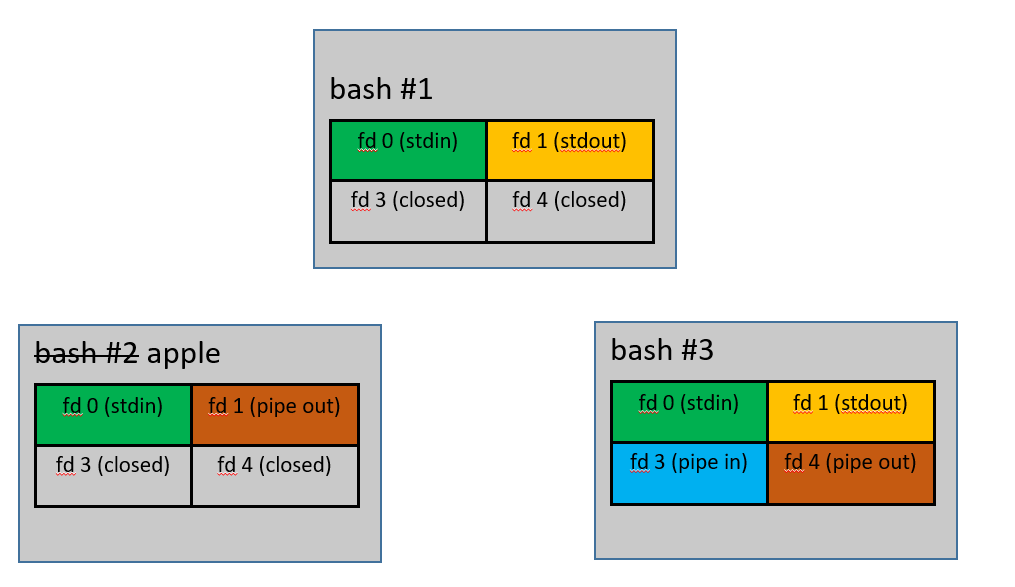 bash #1
fd 0 (stdin) fd 1 (stdout)
fd 3 (closed) fd 4 (closed)
bash #2 apple
fd 0 (stdin) fd 1 (pipe out)
fd 3 (closed) fd 4 (closed)
bash #3
fd 0 (stdin) fd 1 (stdout)
fd 3 (pipe in) fd 4 (pipe out)